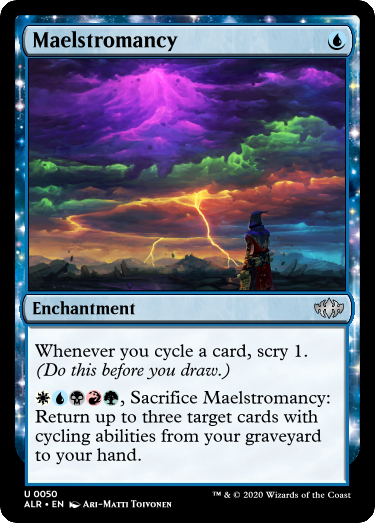 Maelstromancy
Enchantment
Whenever you cycle a card, scry 1.
(Do this before you draw.)
, Sacrifice Maelstromancy:
Return up to three target cards with
cycling abilities from your graveyard
to your hand.
U 0050
ALR • EN Ari-Matti Toivonen
™ & © 2020 Wizards of the Coast